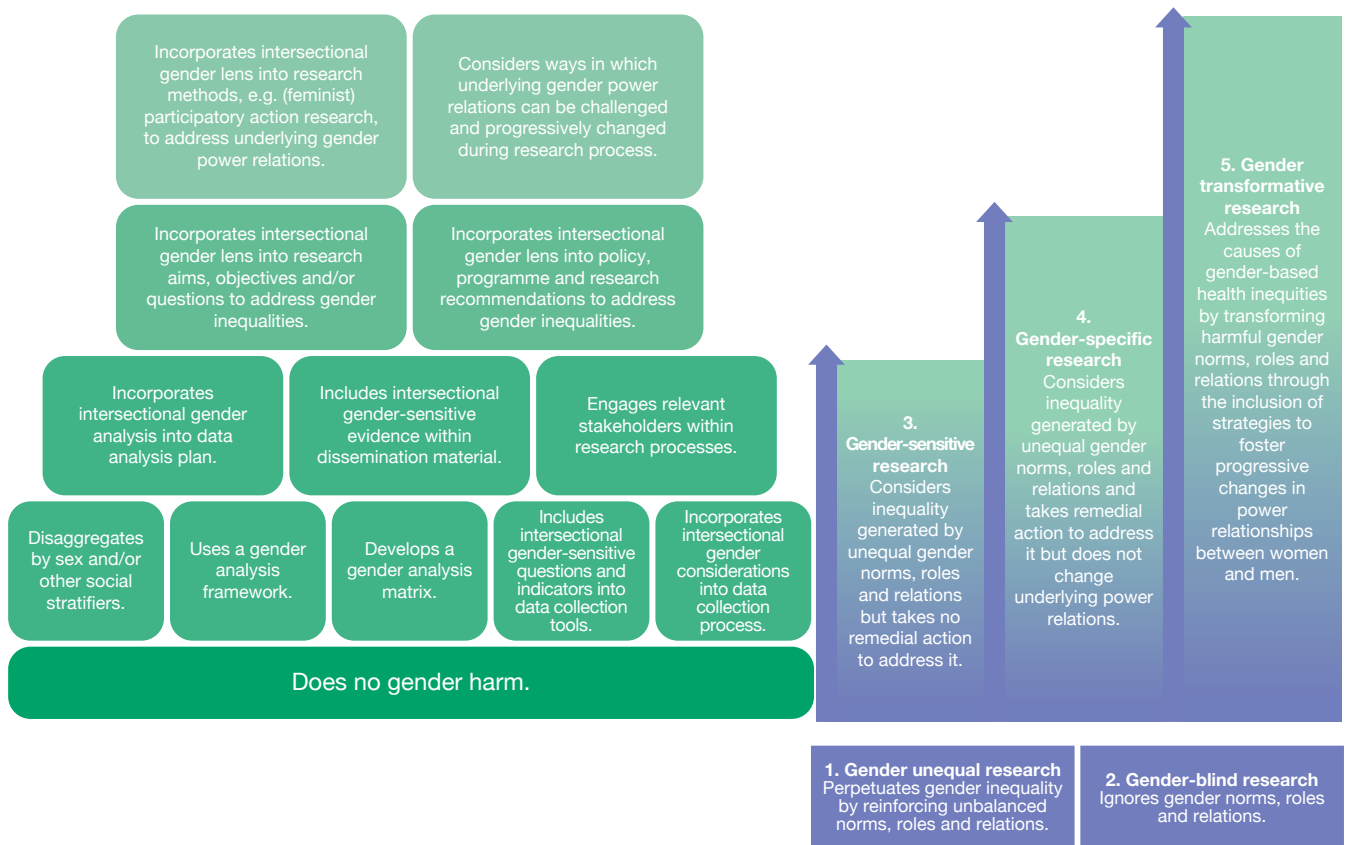 Incorporates intersectional
gender lens into research
methods, e.g. (feminist)
participatory action research,
to address underlying gender
power relations.
Considers ways in which
underlying gender power
relations can be challenged
and progressively changed
during research process.
Incorporates intersectional
gender lens into research
aims, objectives and/or
questions to address gender
inequalities.
Incorporates intersectional
gender lens into policy,
programme and research
recommendations to address
gender inequalities.
Incorporates
intersectional gender
analysis into data
analysis plan.
Includes intersectional
gender-sensitive
evidence within
dissemination material.
Engages relevant
stakeholders within
research processes.
Disaggregates
by sex and/or
other social
stratifiers.
Uses a gender
analysis
framework.
Develops a
gender analysis
matrix.
Includes
intersectional
gender-sensitive
questions and
indicators into
data collection
tools.
Incorporates
intersectional
gender
considerations
into data
collection
process.
Does no gender harm.
3.
Gender-sensitive
research
Considers
inequality
generated by
unequal gender
norms, roles
and relations
but takes no
remedial action
to address it.
4.
Gender-specific
research
Considers
inequality
generated by
unequal gender
norms, roles and
relations and
takes remedial
action to address
it but does not
change
underlying power
relations.
5. Gender
transformative
research
Addresses the
causes of
gender-based
health inequities
by transforming
harmful gender
norms, roles and
relations through
the inclusion of
strategies to
foster
progressive
changes in
power
relationships
between women
and men.
1. Gender unequal research
Perpetuates gender inequality
by reinforcing unbalanced
norms, roles and relations.
2. Gender-blind research
Ignores gender norms, roles
and relations.